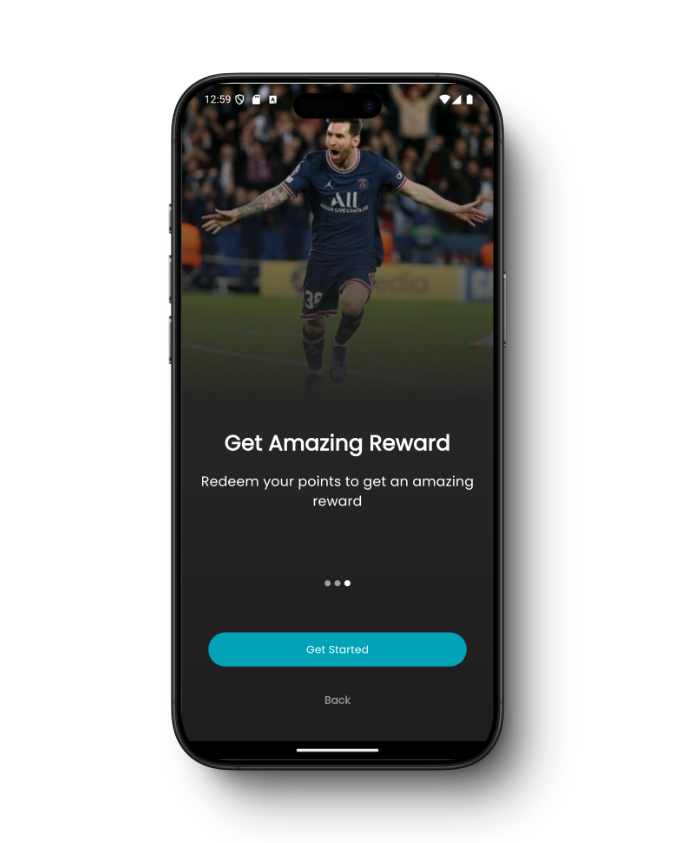 12:59
ALL
30
Get Amazing Reward
Redeem your points to get an amazing
reward
Get Started
Back